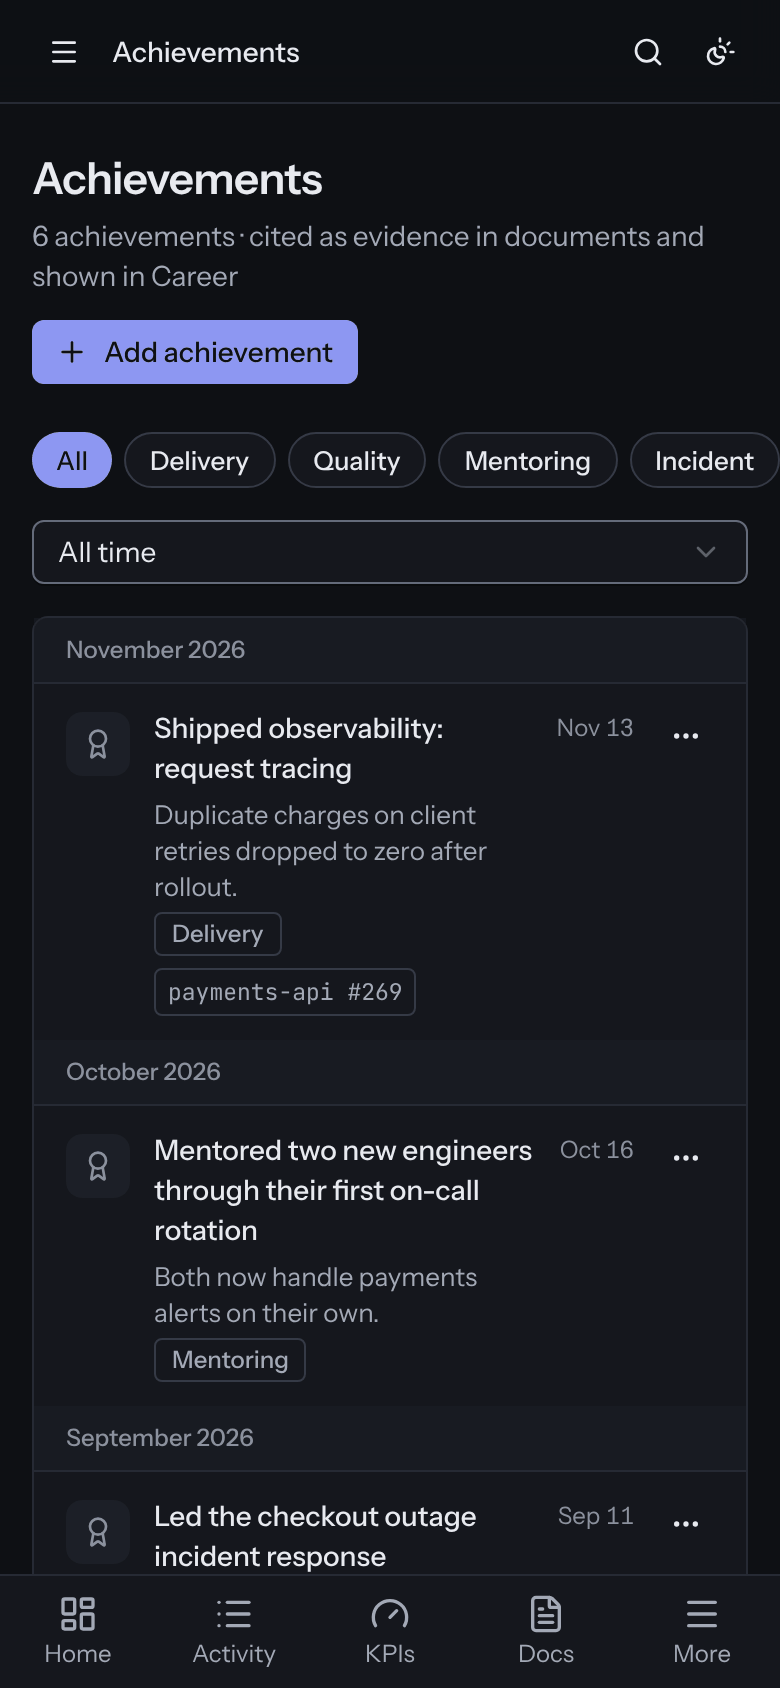 Achievements
Achievements
6 achievements · cited as evidence in documents and
shown in Career
Add achievement
All
Delivery
Quality
Mentoring
Incident
All time
November 2026
Shipped observability:
request tracing
Nov 13
Duplicate charges on client
retries dropped to zero after
rollout.
Delivery
payments-api #269
October 2026
Mentored two new engineers
through their first on-call
rotation
Oct 16
Both now handle payments
alerts on their own.
Mentoring
September 2026
Led the checkout outage
incident response
Sep 11
Home
Activity
KPIs
Docs
More